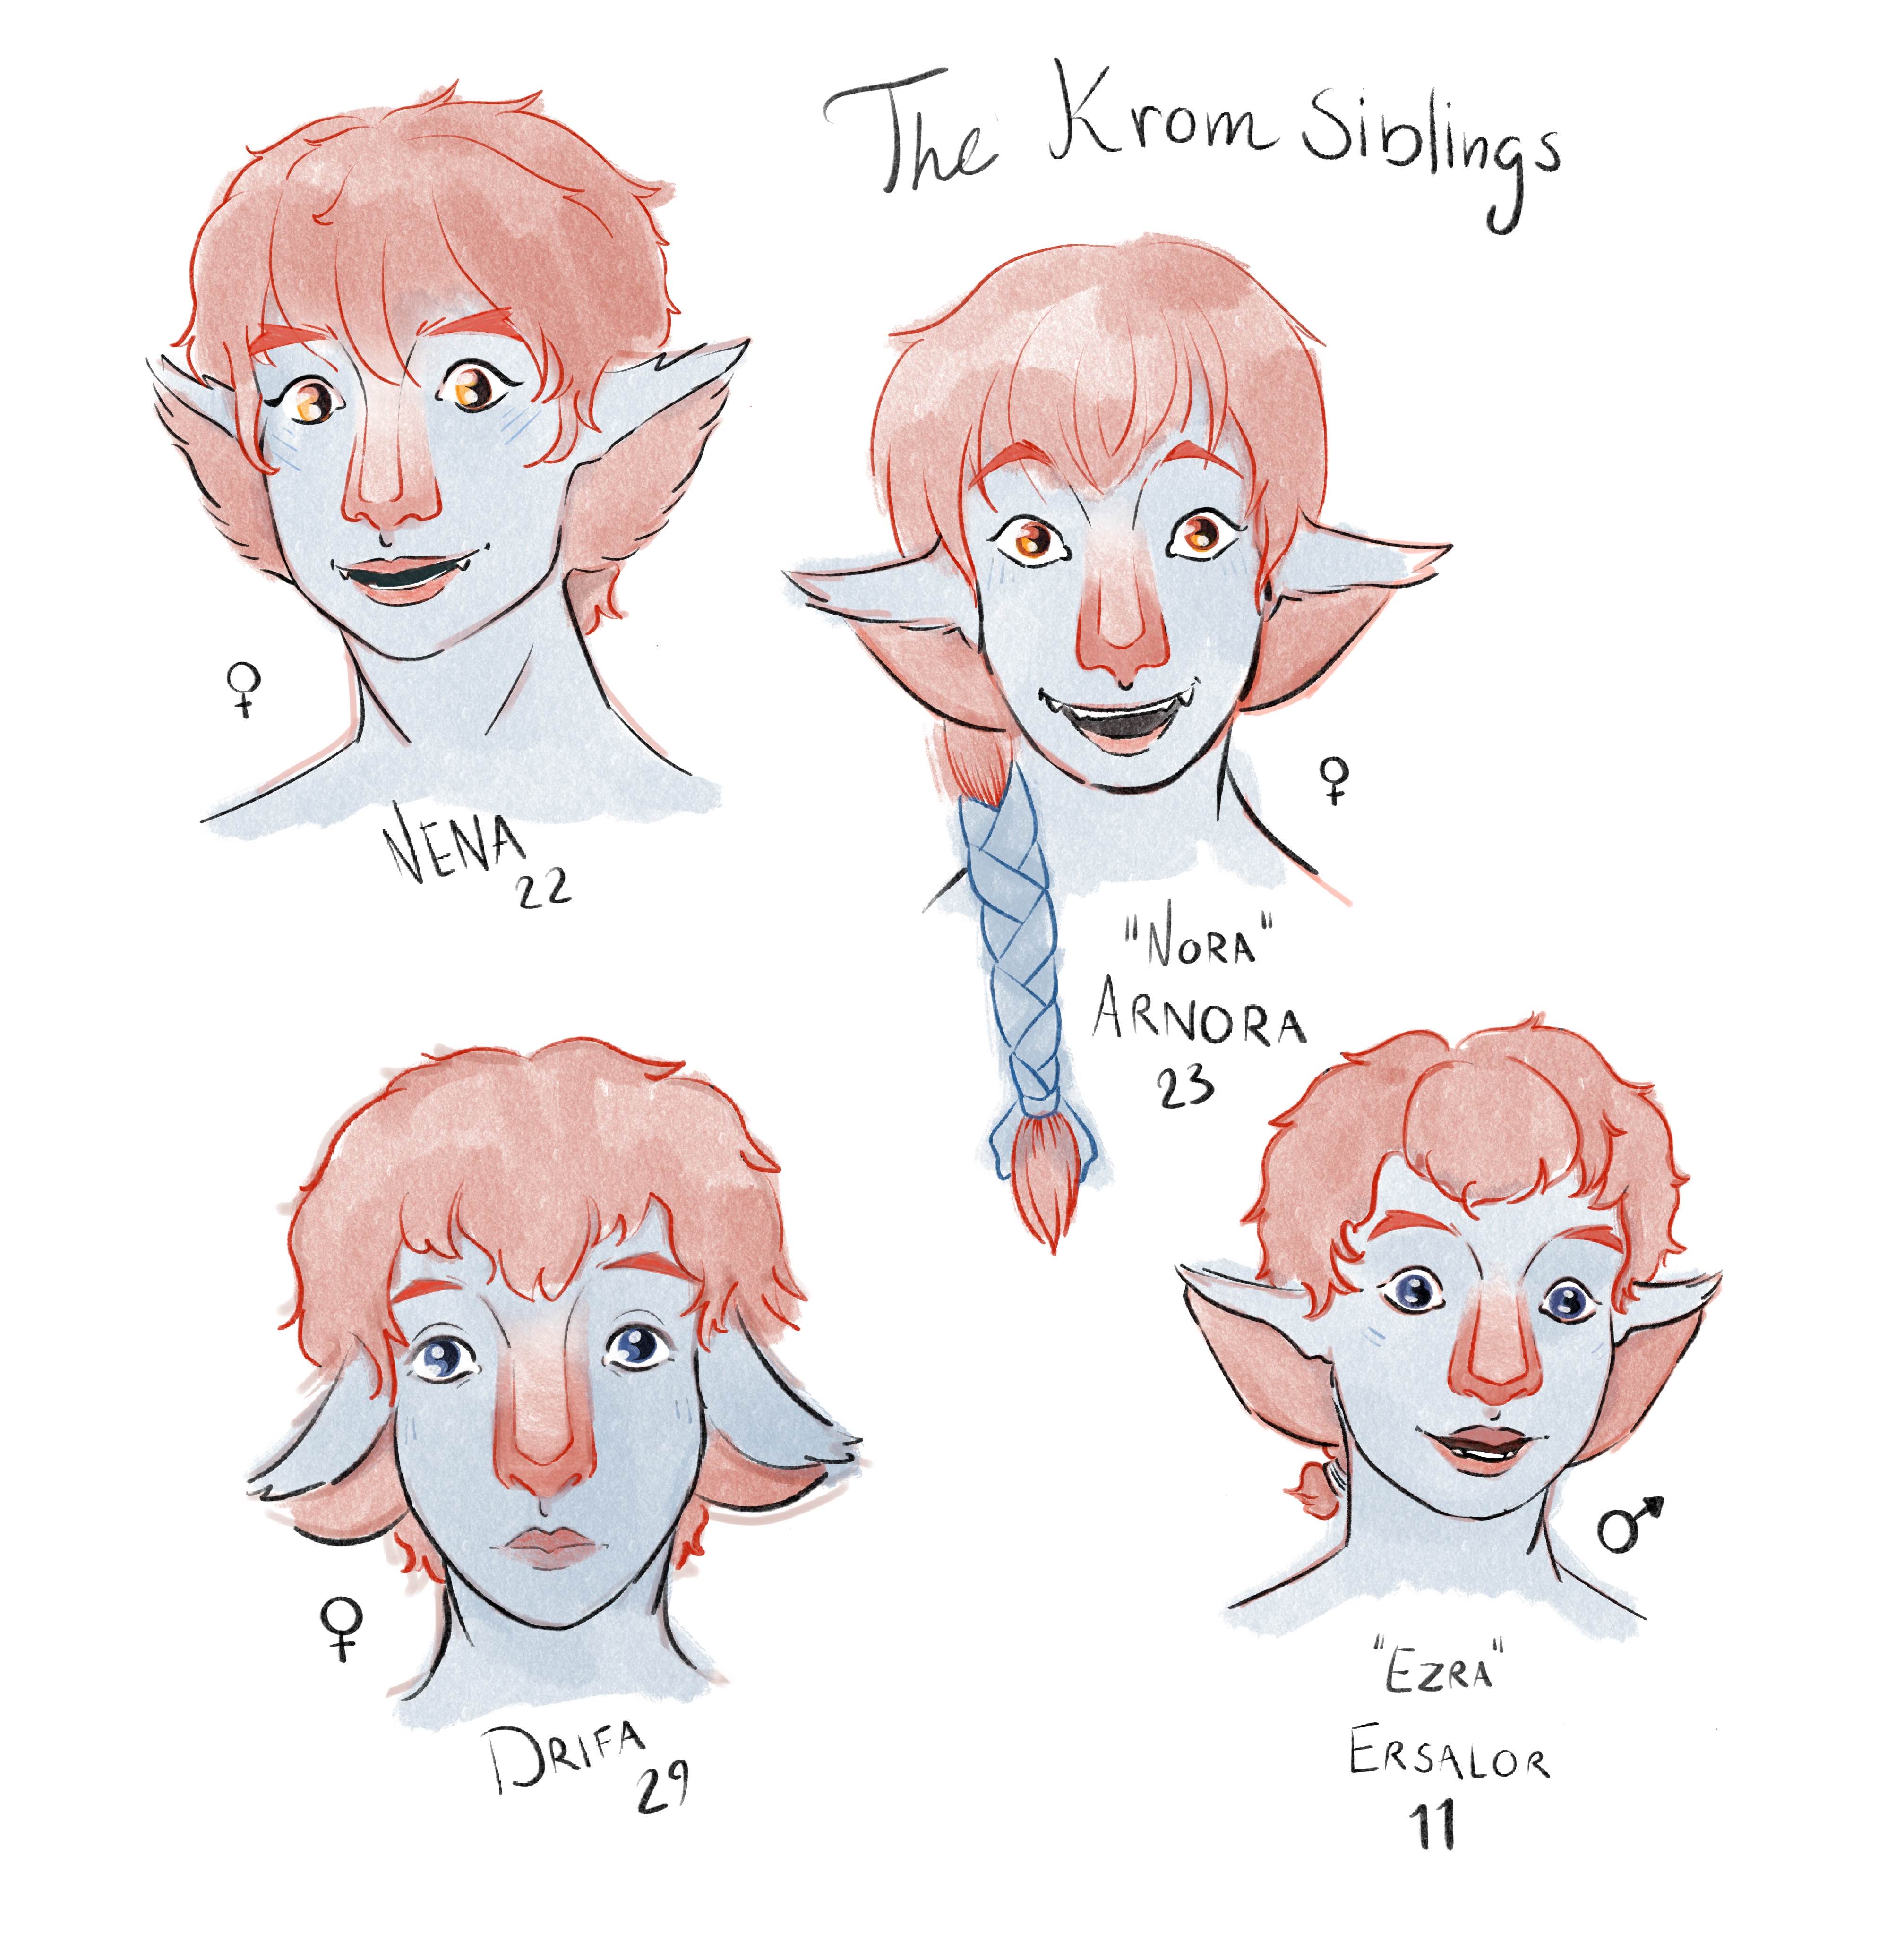 The Krom Siblings
♀
NENA
22
♀
"NORA"
ARNORA
23
♀
DRIFA
29
♂
"EZRA"
ERSALOR
11